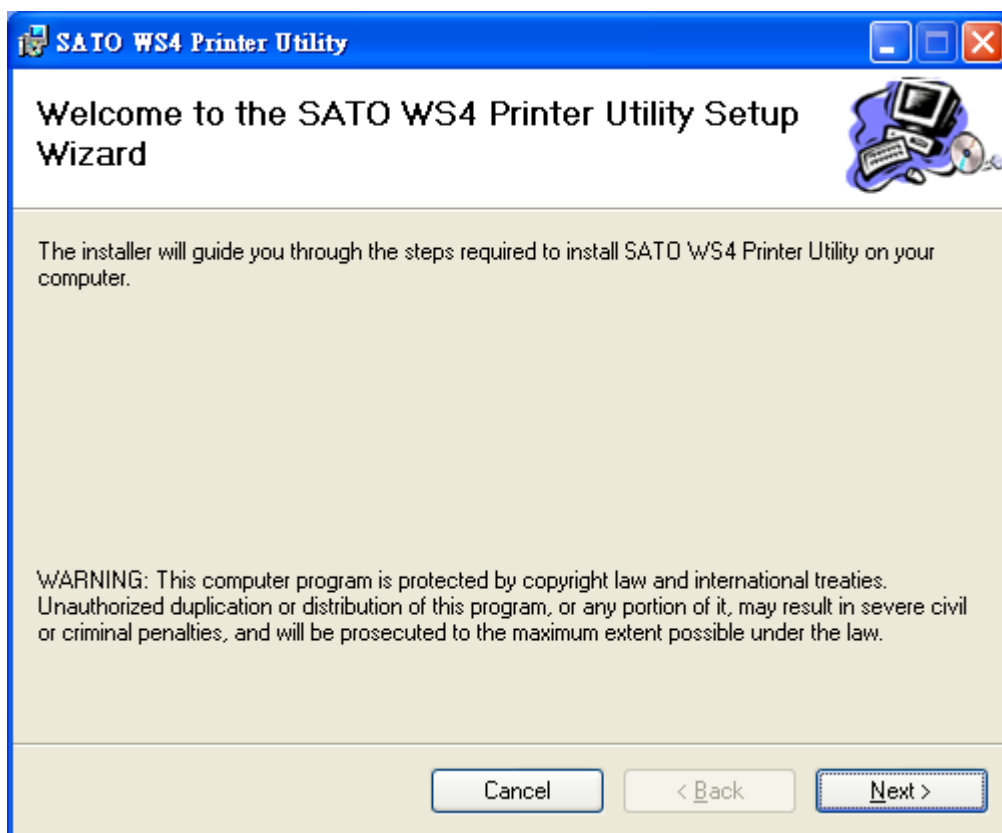 SATO WS4 Printer Utility
Welcome to the SATO WS4 Printer Utility Setup
Wizard
The installer will guide you through the steps required to install SATO WS4 Printer Utility on your
computer.
WARNING: This computer program is protected by copyright law and international treaties.
Unauthorized duplication or distribution of this program, or any portion of it, may result in severe civil
or criminal penalties, and will be prosecuted to the maximum extent possible under the law.
Cancel
< Back
Next >